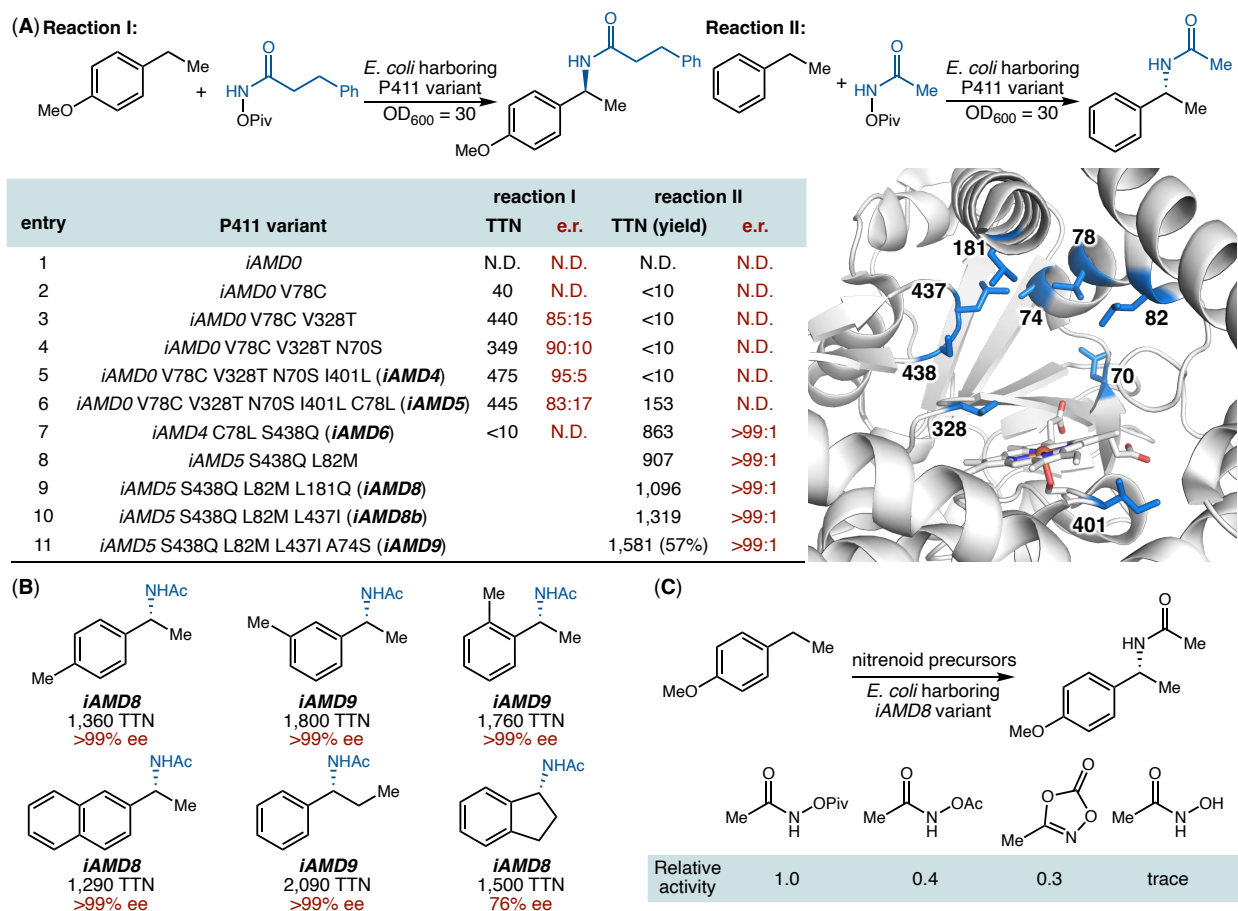 (A) Reaction I:
Reaction II:
MeO
Me
+
O
HN
OPiv
Ph
E. coli harboring
P411 variant
OD600 = 30
O
HN
Ph
Me
MeO
Me
+
O
HN
Me
OPiv
E. coli harboring
P411 variant
OD600 = 30
O
HN
Me
Me
reaction I
reaction II
entry P411 variant TTN e.r. TTN (yield) e.r.
1 iAMD0 N.D. N.D. N.D. N.D.
2 iAMD0 V78C 40 N.D. <10 N.D.
3 iAMD0 V78C V328T 440 85:15 <10 N.D.
4 iAMD0 V78C V328T N70S 349 90:10 <10 N.D.
5 iAMD0 V78C V328T N70S I401L (iAMD4) 475 95:5 <10 N.D.
6 iAMD0 V78C V328T N70S I401L C78L (iAMD5) 445 83:17 153 N.D.
7 iAMD4 C78L S438Q (iAMD6) <10 N.D. 863 >99:1
8 iAMD5 S438Q L82M 907 >99:1
9 iAMD5 S438Q L82M L181Q (iAMD8) 1,096 >99:1
10 iAMD5 S438Q L82M L437I (iAMD8b) 1,319 >99:1
11 iAMD5 S438Q L82M L437I A74S (iAMD9) 1,581 (57%) >99:1
181
78
437
74
82
438
70
328
401
(B)
NHAc
Me
Me
iAMD8
1,360 TTN
>99% ee
NHAc
Me
Me
iAMD9
1,800 TTN
>99% ee
Me
NHAc
Me
iAMD9
1,760 TTN
>99% ee
NHAc
Me
iAMD8
1,290 TTN
>99% ee
NHAc
Me
iAMD9
2,090 TTN
>99% ee
NHAc
iAMD8
1,500 TTN
76% ee
(C)
MeO
Me
nitrenoid precursors
E. coli harboring
iAMD8 variant
O
HN
Me
Me
MeO
O
Me
N
H
OPiv
O
Me
N
H
OAc
O
O
O
Me
N
O
Me
N
H
OH
Relative
activity
1.0 0.4 0.3 trace